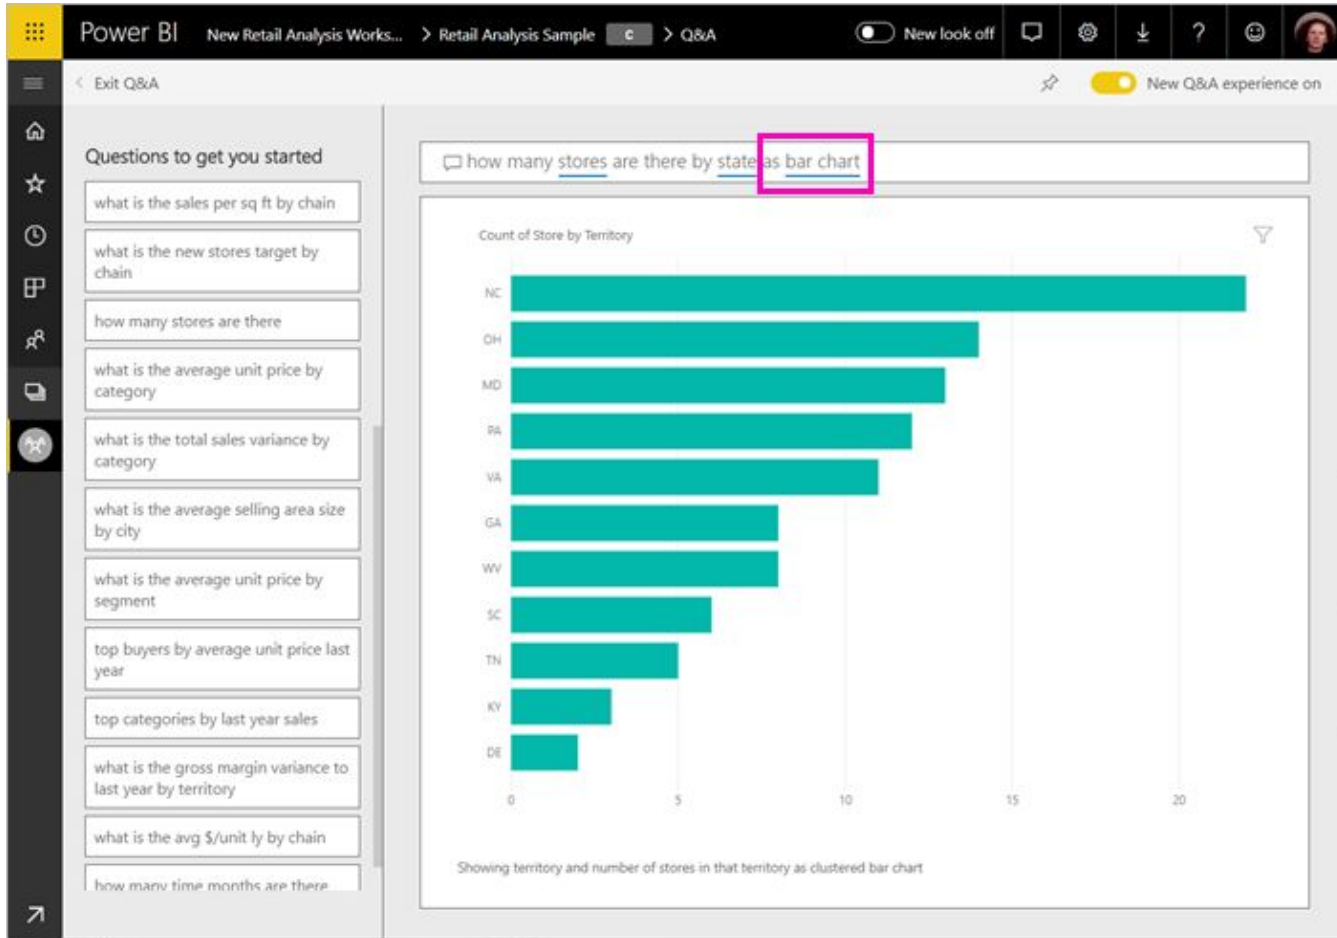 Power BI New Retail Analysis Works... > Retail Analysis Sample C > Q&A New look off ?
< Exit Q&A New Q&A experience on
Questions to get you started
what is the sales per sq ft by chain
what is the new stores target by
chain
how many stores are there
what is the average unit price by
category
what is the total sales variance by
category
what is the average selling area size
by city
what is the average unit price by
segment
top buyers by average unit price last
year
top categories by last year sales
what is the gross margin variance to
last year by territory
what is the avg $/unit ly by chain
how many time months are there
how many stores are there by state as bar chart
Count of Store by Territory
NC
OH
MD
PA
VA
GA
WV
SC
TN
KY
DE
0 5 10 15 20
Showing territory and number of stores in that territory as clustered bar chart